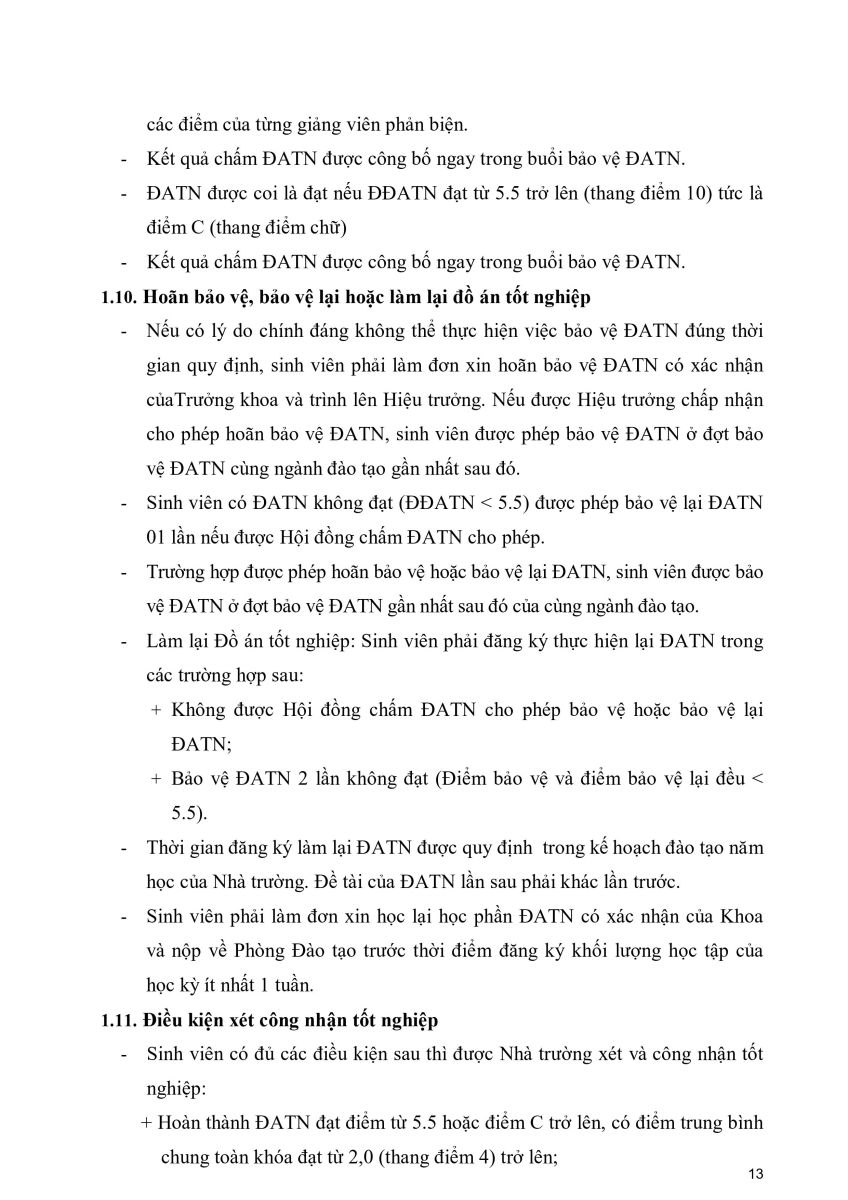 các điểm của từng giảng viên phản biện.
- Kết quả chấm ĐATN được công bố ngay trong buổi bảo vệ ĐATN.
- ĐATN được coi là đạt nếu ĐĐATN đạt từ 5.5 trở lên (thang điểm 10) tức là
điểm C (thang điểm chữ)
- Kết quả chấm ĐATN được công bố ngay trong buổi bảo vệ ĐATN.
1.10. Hoãn bảo vệ, bảo vệ lại hoặc làm lại đồ án tốt nghiệp
- Nếu có lý do chính đáng không thể thực hiện việc bảo vệ ĐATN đúng thời
gian quy định, sinh viên phải làm đơn xin hoãn bảo vệ ĐATN có xác nhận
củaTrưởng khoa và trình lên Hiệu trưởng. Nếu được Hiệu trưởng chấp nhận
cho phép hoãn bảo vệ ĐATN, sinh viên được phép bảo vệ ĐATN ở đợt bảo
vệ ĐATN cùng ngành đào tạo gần nhất sau đó.
- Sinh viên có ĐATN không đạt (ĐĐATN < 5.5) được phép bảo vệ lại ĐATN
01 lần nếu được Hội đồng chấm ĐATN cho phép.
- Trường hợp được phép hoãn bảo vệ hoặc bảo vệ lại ĐATN, sinh viên được bảo
vệ ĐATN ở đợt bảo vệ ĐATN gần nhất sau đó của cùng ngành đào tạo.
- Làm lại Đồ án tốt nghiệp: Sinh viên phải đăng ký thực hiện lại ĐATN trong
các trường hợp sau:
+ Không được Hội đồng chấm ĐATN cho phép bảo vệ hoặc bảo vệ lại
ĐATN;
+ Bảo vệ ĐATN 2 lần không đạt (Điểm bảo vệ và điểm bảo vệ lại đều <
5.5).
- Thời gian đăng ký làm lại ĐATN được quy định trong kế hoạch đào tạo năm
học của Nhà trường. Đề tài của ĐATN lần sau phải khác lần trước.
- Sinh viên phải làm đơn xin học lại học phần ĐATN có xác nhận của Khoa
và nộp về Phòng Đào tạo trước thời điểm đăng ký khối lượng học tập của
học kỳ ít nhất 1 tuần.
1.11. Điều kiện xét công nhận tốt nghiệp
- Sinh viên có đủ các điều kiện sau thì được Nhà trường xét và công nhận tốt
nghiệp:
+ Hoàn thành ĐATN đạt điểm từ 5.5 hoặc điểm C trở lên, có điểm trung bình
chung toàn khóa đạt từ 2,0 (thang điểm 4) trở lên;
13